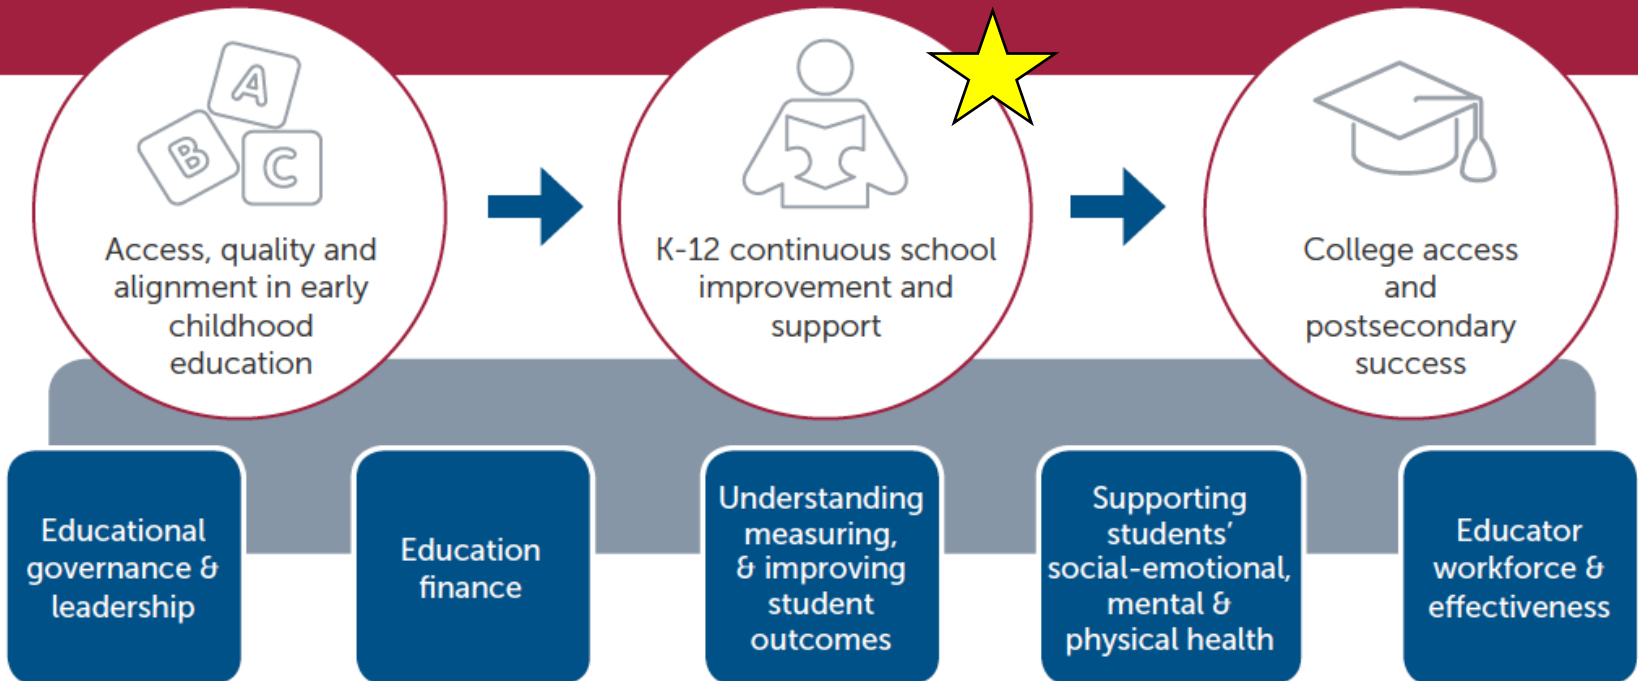 A
B
C
Access, quality and
alignment in early
childhood
education
K-12 continuous school
improvement and
support
College access
and
postsecondary
success
Educational
governance &
leadership
Education
finance
Understanding
measuring,
& improving
student
outcomes
Supporting
students’
social-emotional,
mental &
physical health
Educator
workforce &
effectiveness